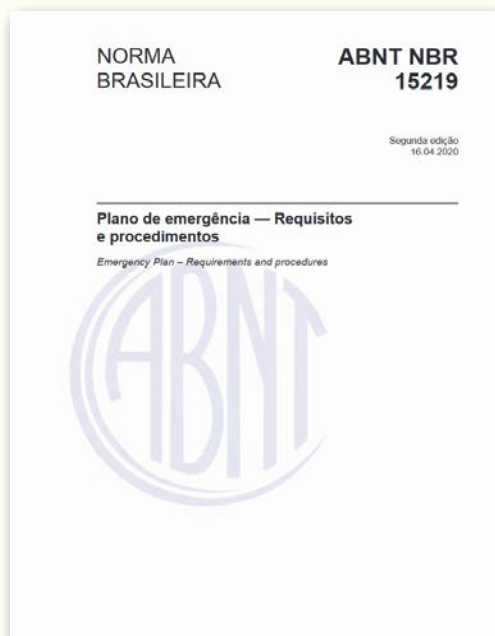 NORMA
BRASILEIRA
ABNT NBR
15219
Segunda edição
16.04.2020
Plano de emergência — Requisitos
e procedimentos
Emergency Plan – Requirements and procedures
ABNT